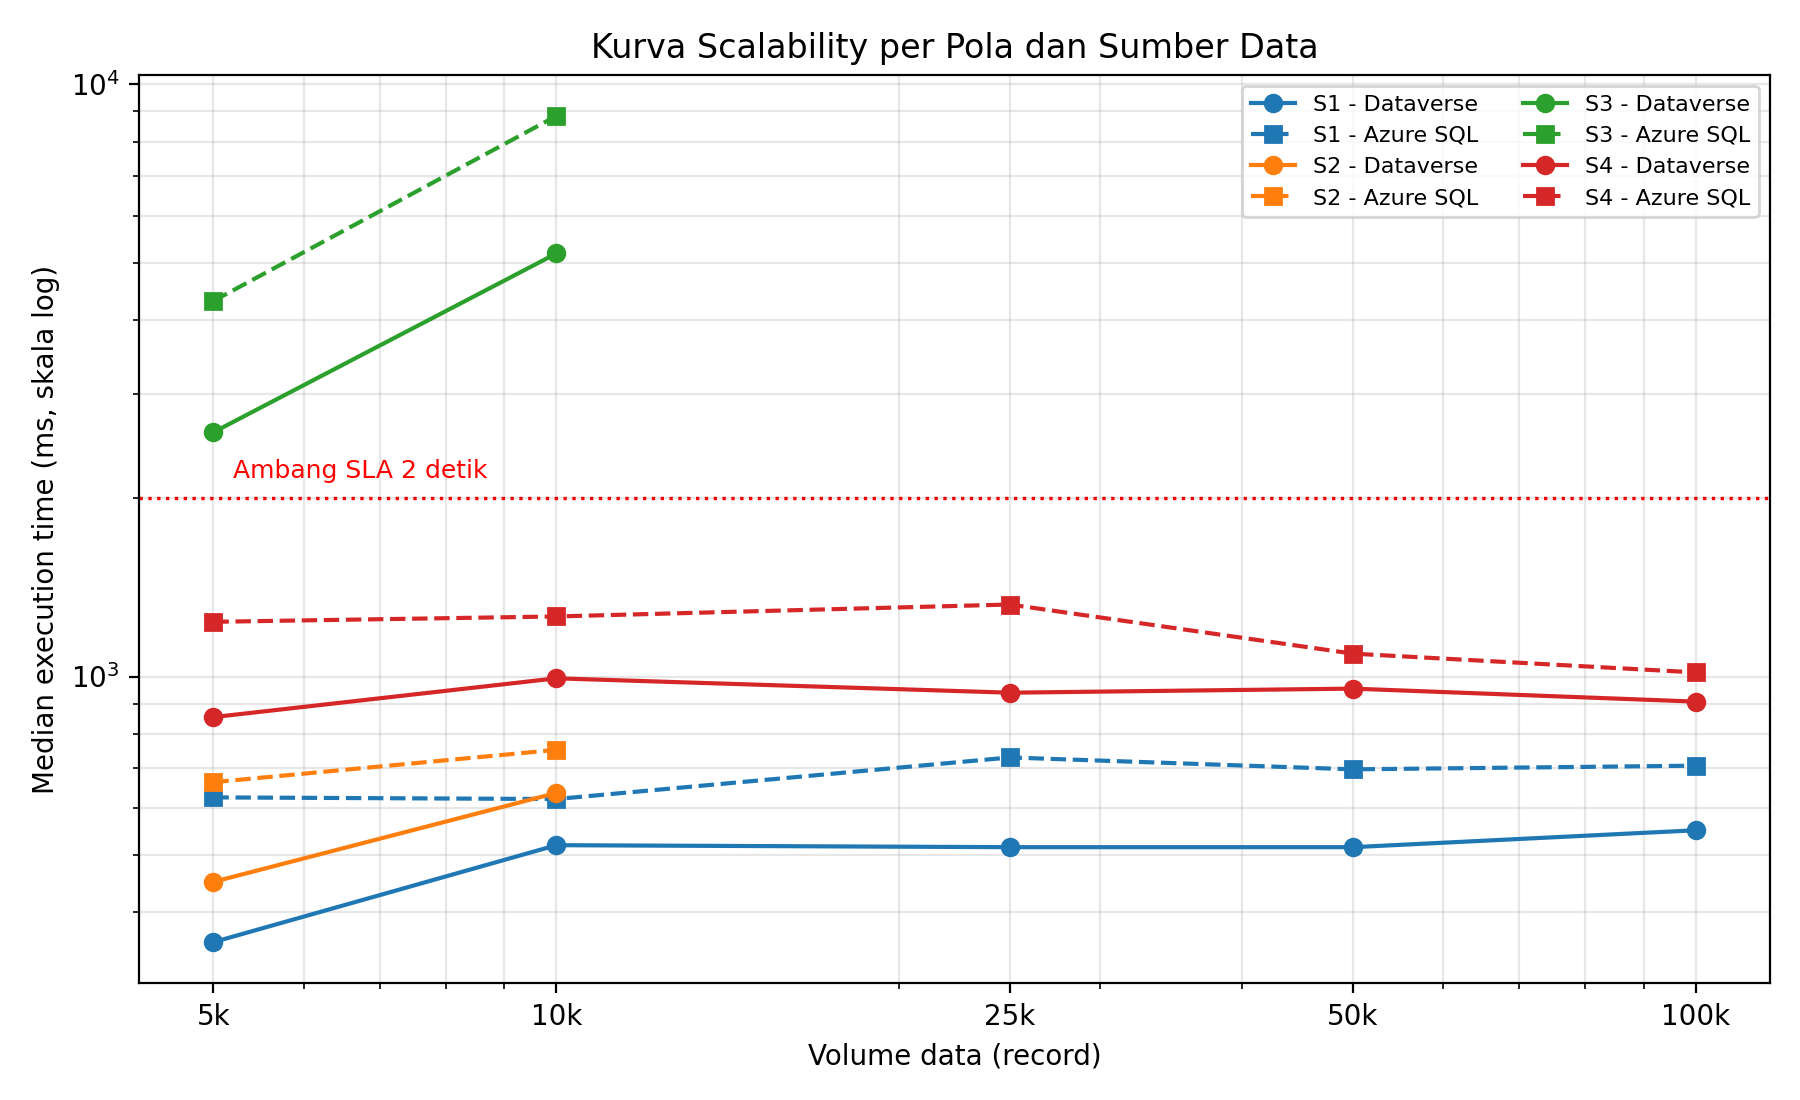 Kurva Scalability per Pola dan Sumber Data
Median execution time (ms, skala log)
10⁴
10³
S1 - Dataverse
S1 - Azure SQL
S2 - Dataverse
S2 - Azure SQL
S3 - Dataverse
S3 - Azure SQL
S4 - Dataverse
S4 - Azure SQL
Ambang SLA 2 detik
5k 10k 25k 50k 100k
Volume data (record)